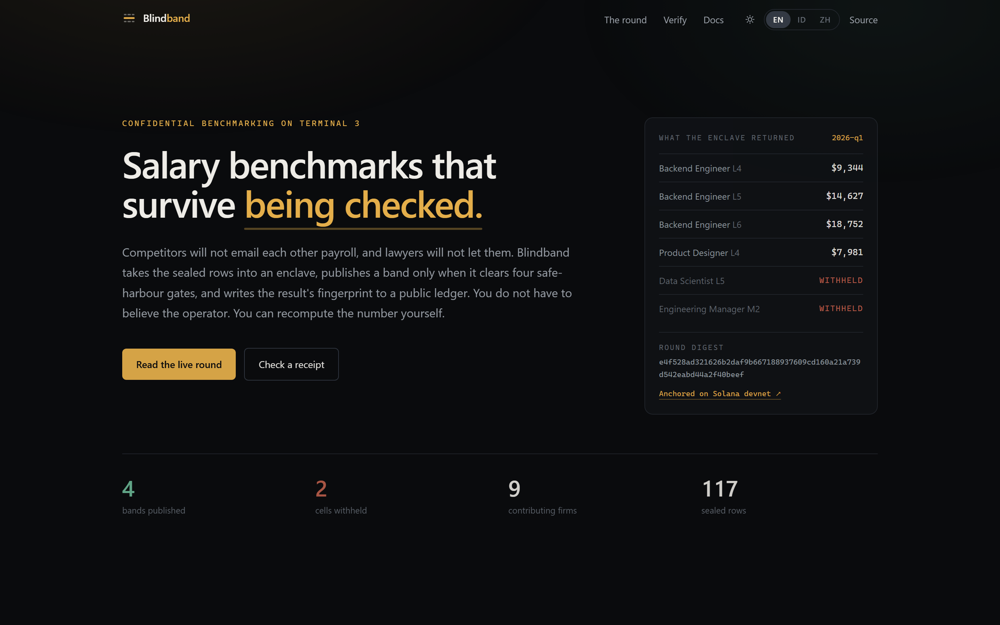 Blindband
The round
Verify
Docs
EN
ID
ZH
Source
CONFIDENTIAL BENCHMARKING ON TERMINAL 3
Salary benchmarks that
survive being checked.
Competitors will not email each other payroll, and lawyers will not let them. Blindband
takes the sealed rows into an enclave, publishes a band only when it clears four safe-
harbour gates, and writes the result's fingerprint to a public ledger. You do not have to
believe the operator. You can recompute the number yourself.
Read the live round
Check a receipt
WHAT THE ENCLAVE RETURNED 2026-q1
Backend Engineer L4 $9,344
Backend Engineer L5 $14,627
Backend Engineer L6 $18,752
Product Designer L4 $7,981
Data Scientist L5 WITHHELD
Engineering Manager M2 WITHHELD
ROUND DIGEST
e4f528ad321626b2daf9b667188937609cd160a21a739
d542eabd44a2f40beef
Anchored on Solana devnet ↗
4
bands published
2
cells withheld
9
contributing firms
117
sealed rows